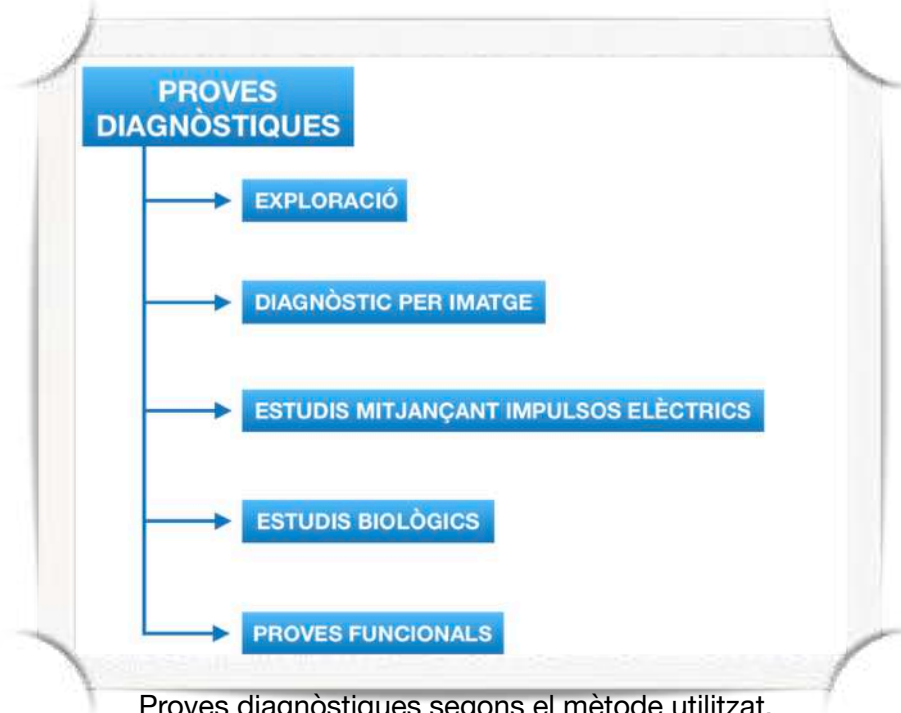 PROVES
DIAGNÒSTIQUES
EXPLORACIÓ
DIAGNÒSTIC PER IMATGE
ESTUDIS MITJANÇANT IMPULSOS ELÈCTRICS
ESTUDIS BIOLÒGICS
PROVES FUNCIONALS
Proves diagnòstiques segons el mètode utilitzat.